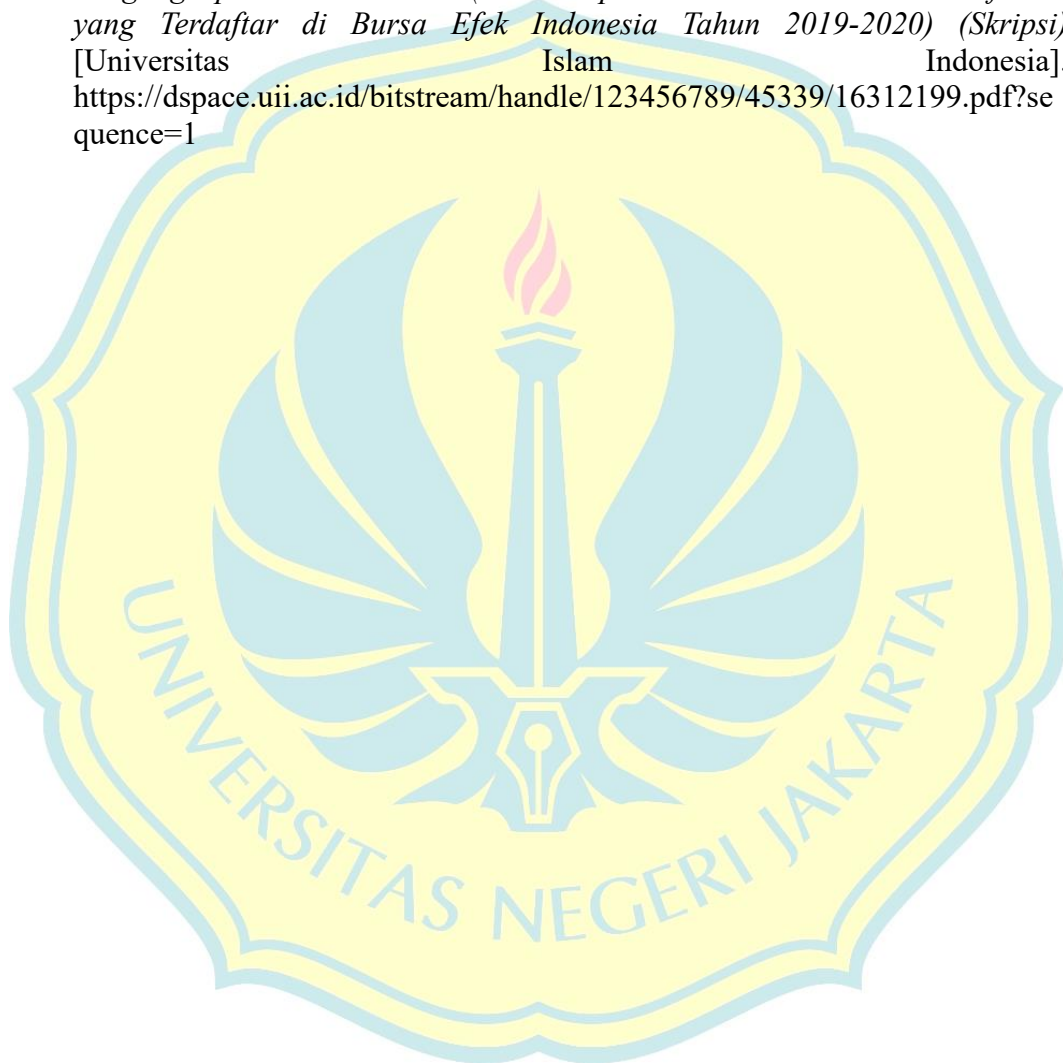 yang Terdaftar di Bursa Efek Indonesia Tahun 2019-2020) (Skripsi)
[Universitas Islam Indonesia].
https://dspace.uii.ac.id/bitstream/handle/123456789/45339/16312199.pdf?se
quence=1
UNIVERSITAS NEGERI JAKARTA